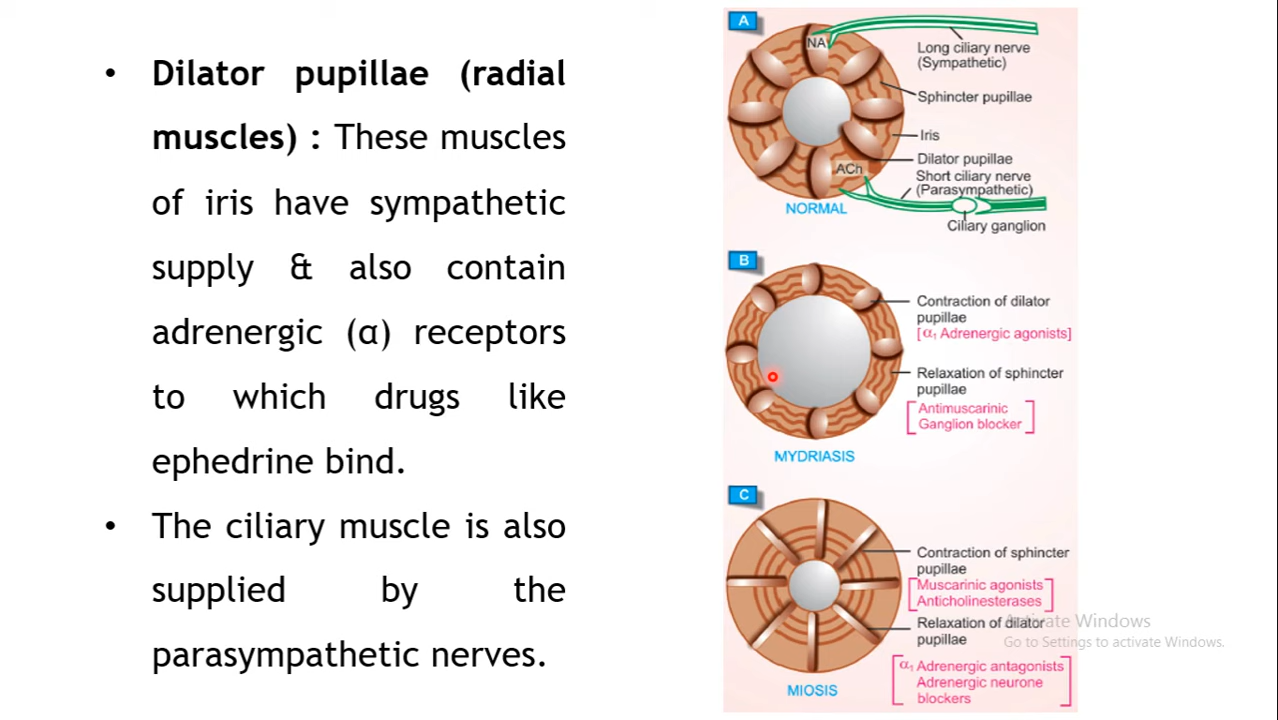 • Dilator pupillae (radial
muscles) : These muscles
of iris have sympathetic
supply & also contain
adrenergic (α) receptors
to which drugs like
ephedrine bind.
• The ciliary muscle is also
supplied by the
parasympathetic nerves.
A
NA
Long ciliary nerve
(Sympathetic)
Sphincter pupillae
Iris
Dilator pupillae
ACh
Short ciliary nerve
(Parasympathetic)
NORMAL
Ciliary ganglion
B
Contraction of dilator
pupillae
[α1 Adrenergic agonists]
Relaxation of sphincter
pupillae
Antimuscarinic
Ganglion blocker
MYDRIASIS
C
Contraction of sphincter
pupillae
Muscarinic agonists
Anticholinesterases
Relaxation of dilator
pupillae
α1 Adrenergic antagonists
Adrenergic neurone
blockers
MIOSIS
Activate Windows
Go to Settings to activate Windows.